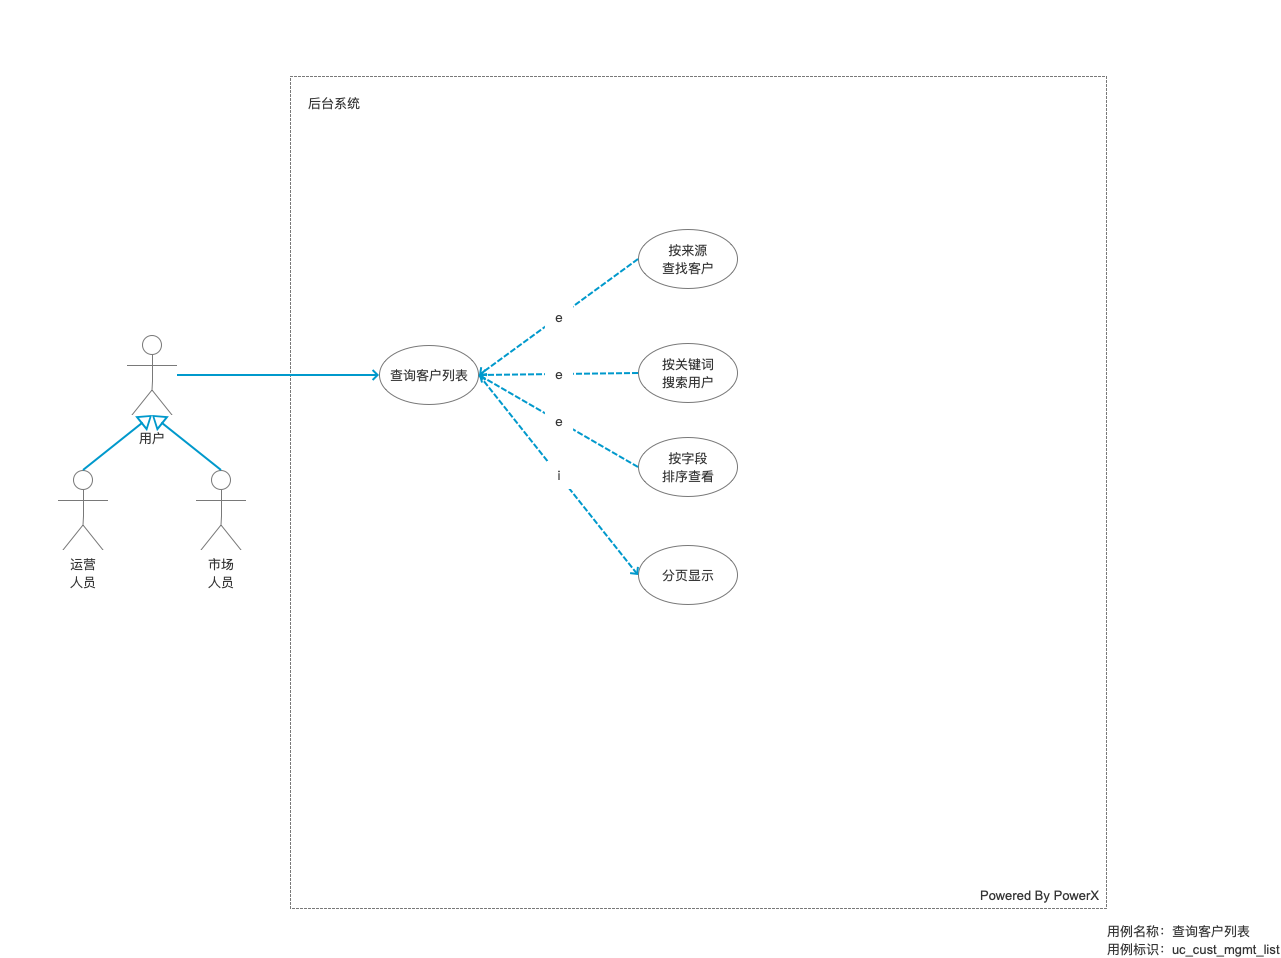 后台系统
按来源
查找客户
e
按关键词
搜索用户
查询客户列表
e
e
用户
按字段
排序查看
i
运营
人员
市场
人员
分页显示
Powered By PowerX
用例名称：查询客户列表
用例标识：uc_cust_mgmt_list